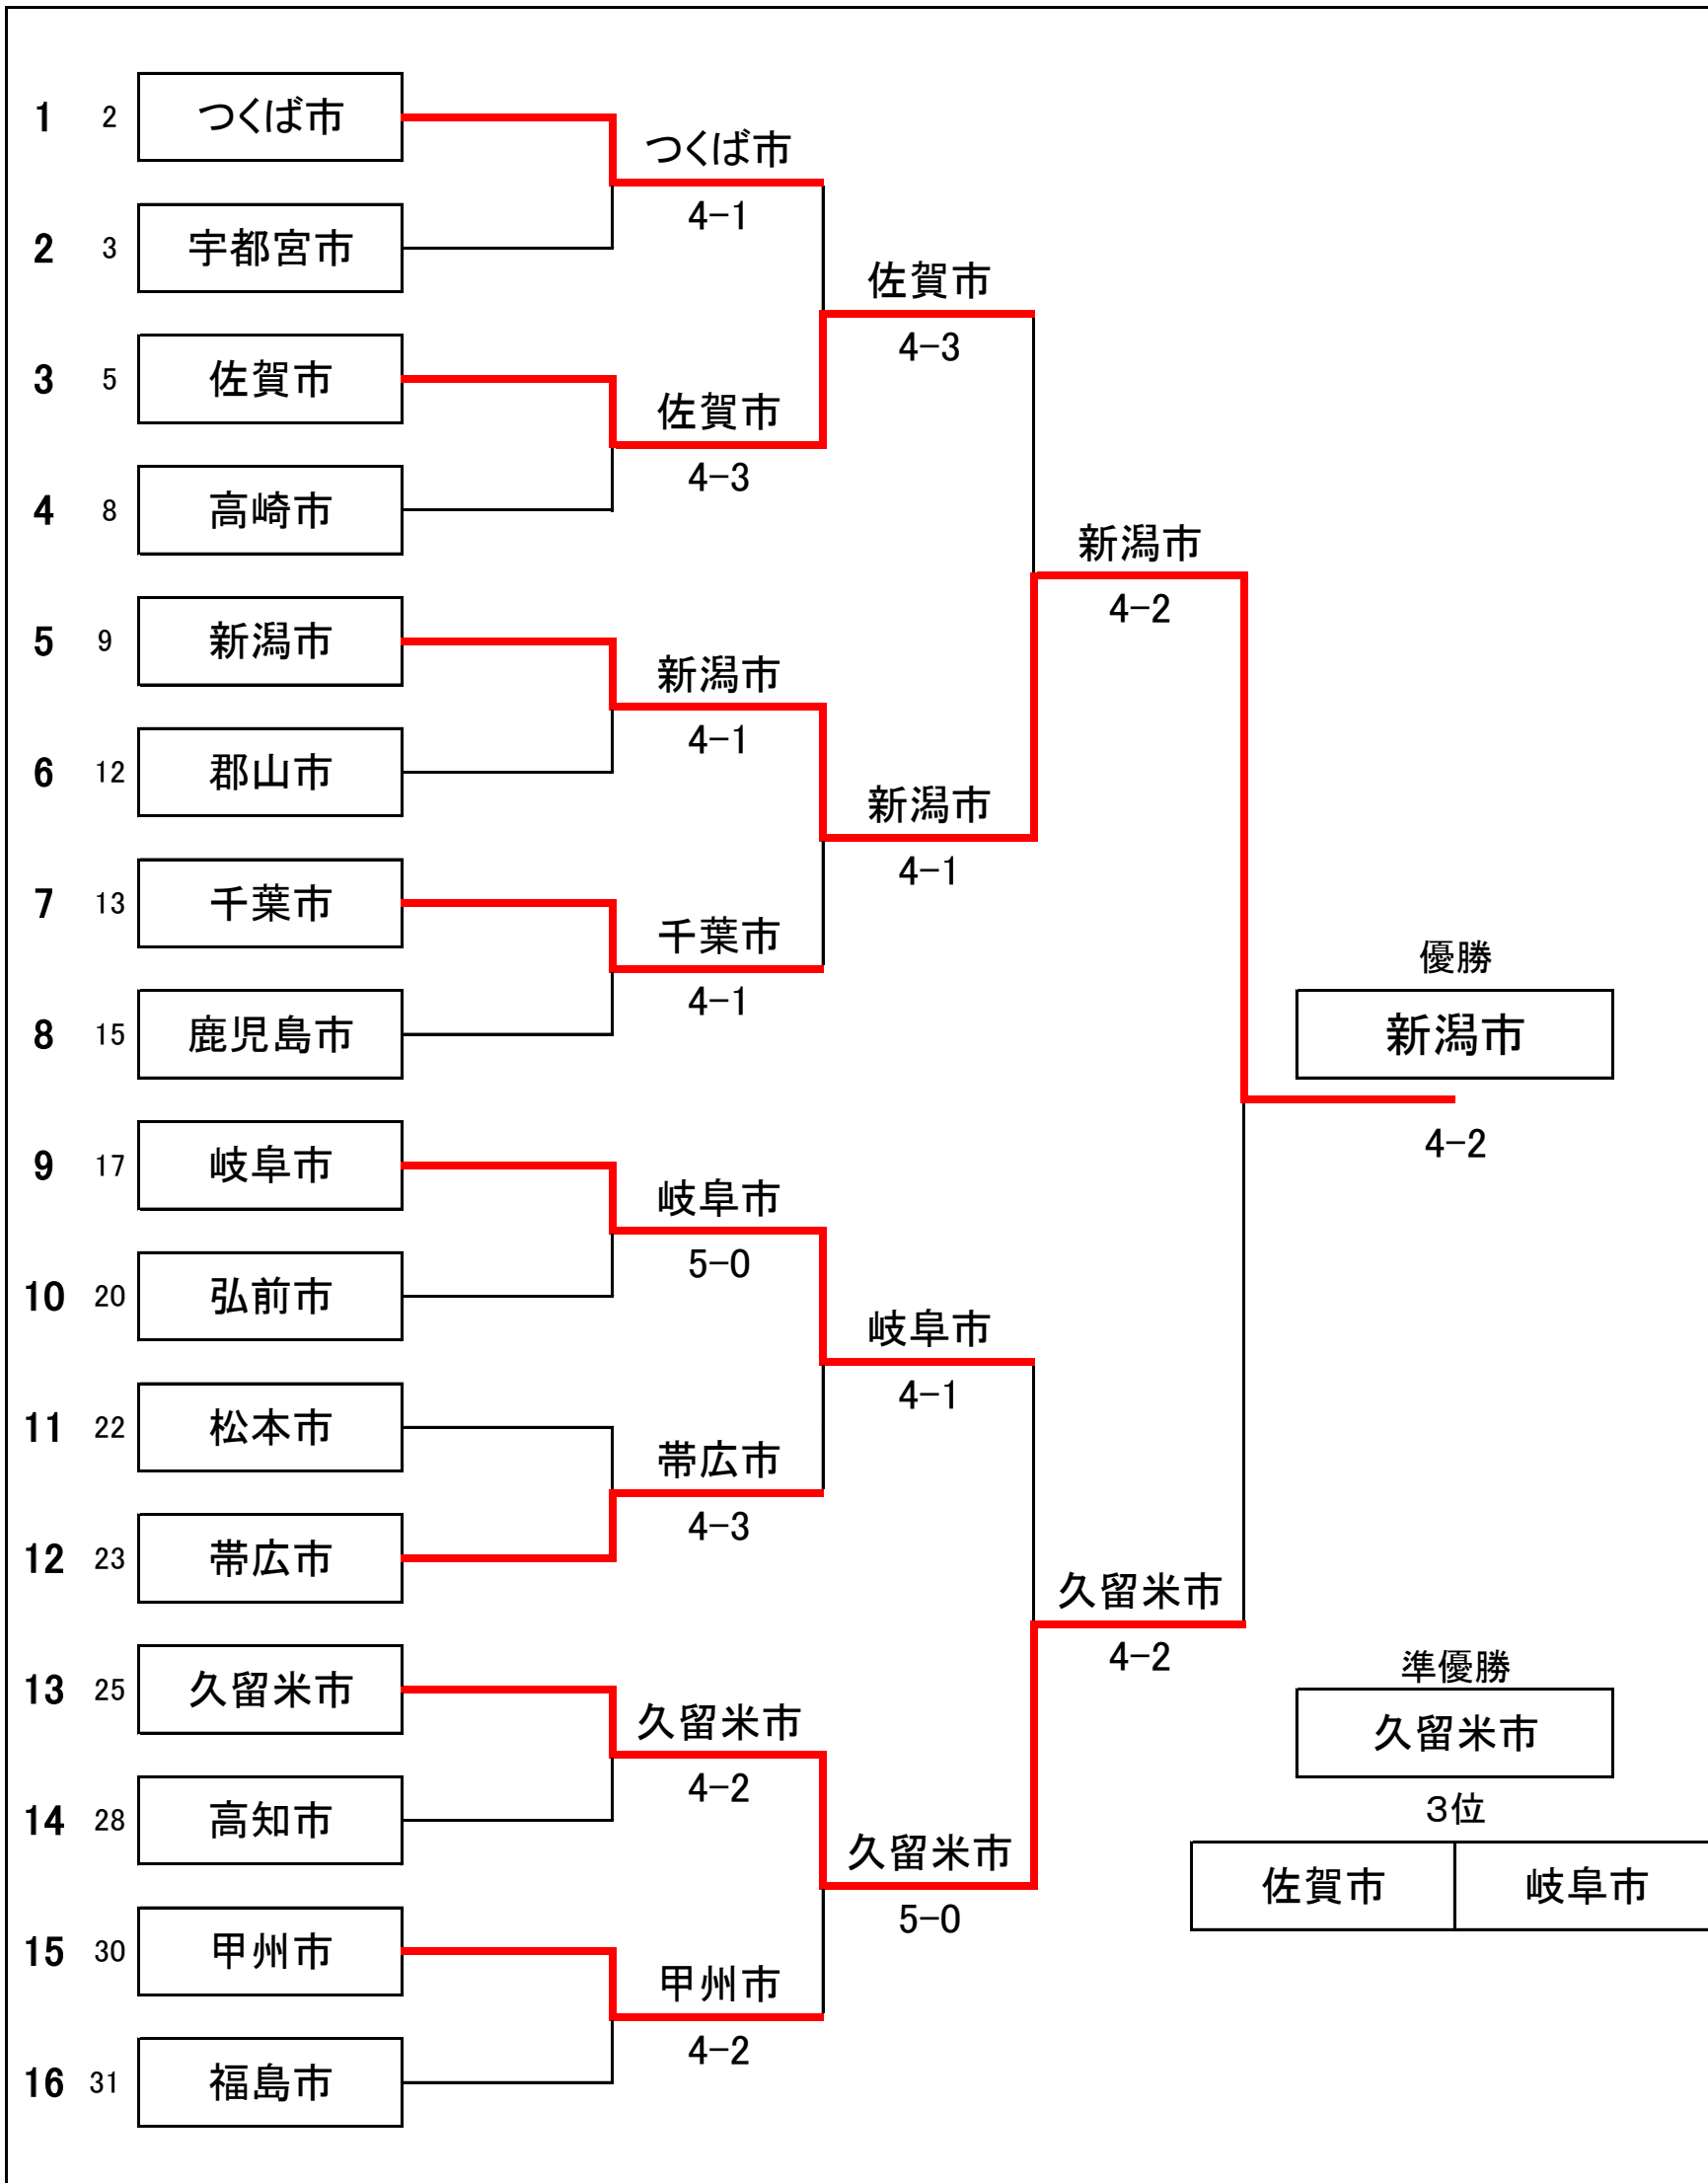 1 2 つくば市
つくば市
4-1
2 3 宇都宮市
佐賀市
4-3
3 5 佐賀市
佐賀市
4-3
4 8 高崎市
新潟市
4-2
5 9 新潟市
新潟市
4-1
6 12 郡山市
新潟市
4-1
7 13 千葉市
千葉市
4-1
8 15 鹿児島市
優勝
新潟市
4-2
9 17 岐阜市
岐阜市
5-0
10 20 弘前市
岐阜市
4-1
11 22 松本市
帯広市
4-3
12 23 帯広市
久留米市
4-2
13 25 久留米市
久留米市
4-2
14 28 高知市
久留米市
5-0
15 30 甲州市
甲州市
4-2
16 31 福島市
準優勝
久留米市
3位
佐賀市 岐阜市